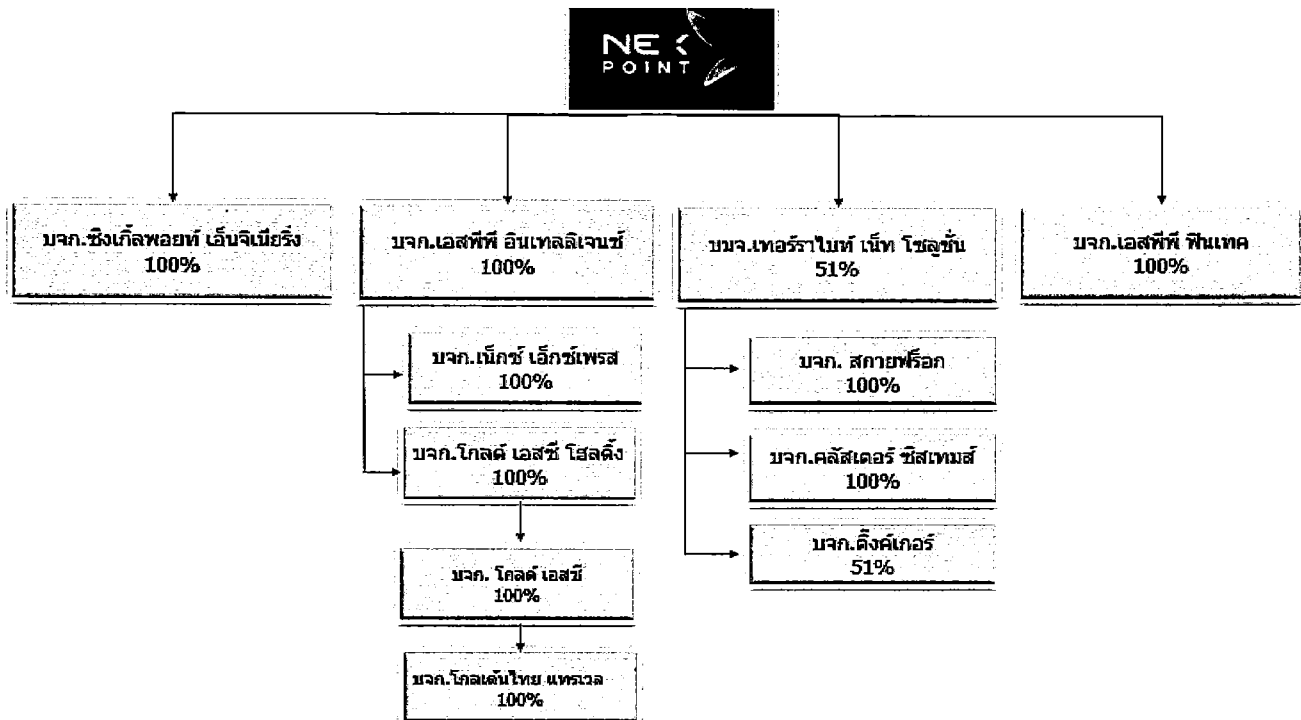 NEX
POINT
บจก.ซิงเกิ้ลพอยท์ เอ็นจิเนียริ่ง
100%
บจก.เอสพีพี อินเทลลิเจนซ์
100%
บมจ.เทอร์ราไบท์ เน็ท โซลูชั่น
51%
บจก.เอสพีพี ฟินเทค
100%
บจก.เน็กซ์ เอ็กซ์เพรส
100%
บจก.โกลด์ เอสซี โฮลดิ้ง
100%
บจก. โกลด์ เอสซี
100%
บจก.โกลเด้นไทย แทรเวล
100%
บจก. สกายฟร็อก
100%
บจก.คลัสเตอร์ ซิสเทมส์
100%
บจก.ดิ๊งค์เกอร์
51%